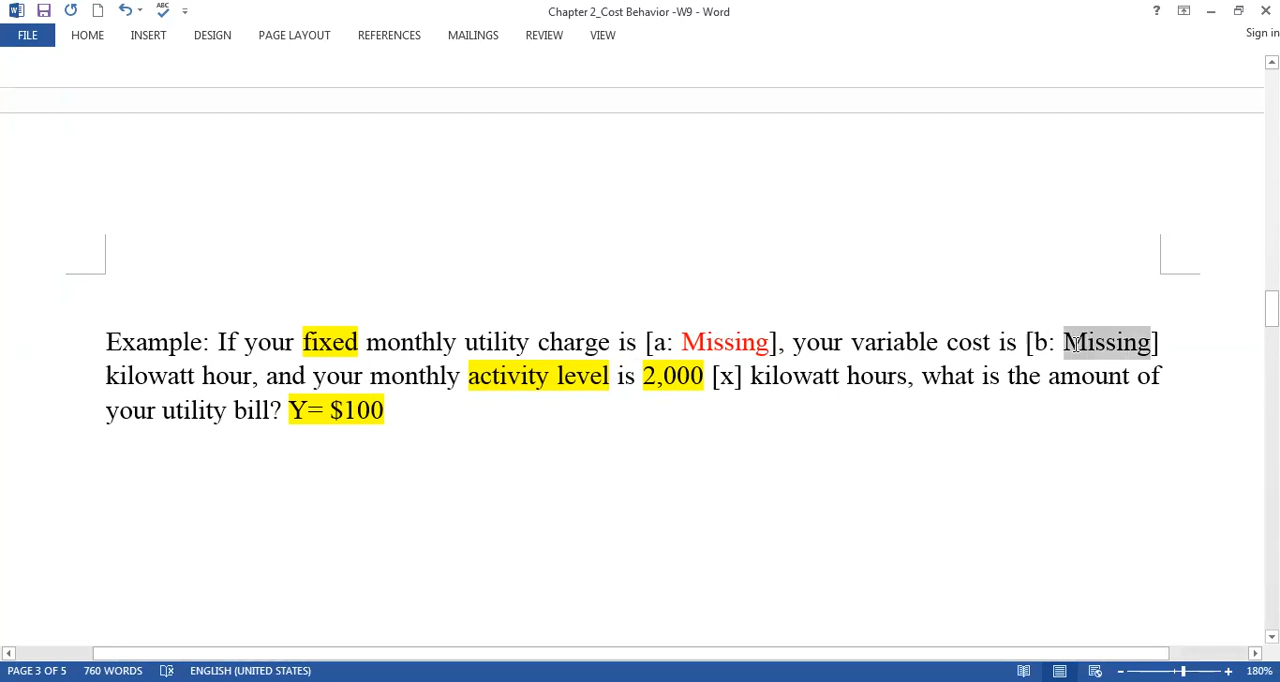 Chapter 2_Cost Behavior -W9 - Word
FILE HOME INSERT DESIGN PAGE LAYOUT REFERENCES MAILINGS REVIEW VIEW Sign in
Example: If your fixed monthly utility charge is [a: Missing], your variable cost is [b: Missing]
kilowatt hour, and your monthly activity level is 2,000 [x] kilowatt hours, what is the amount of
your utility bill? Y= $100
PAGE 3 OF 5 760 WORDS ENGLISH (UNITED STATES) 180%